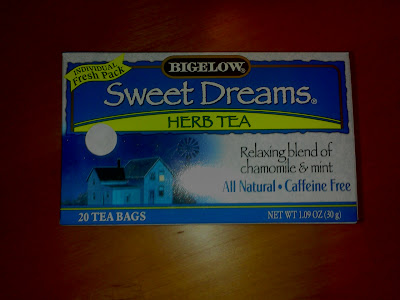 INDIVIDUAL
Fresh Pack
BIGELOW®
Sweet Dreams®
HERB TEA
Relaxing blend of
chamomile & mint
All Natural • Caffeine Free
20 TEA BAGS
NET WT 1.09 OZ (30 g)